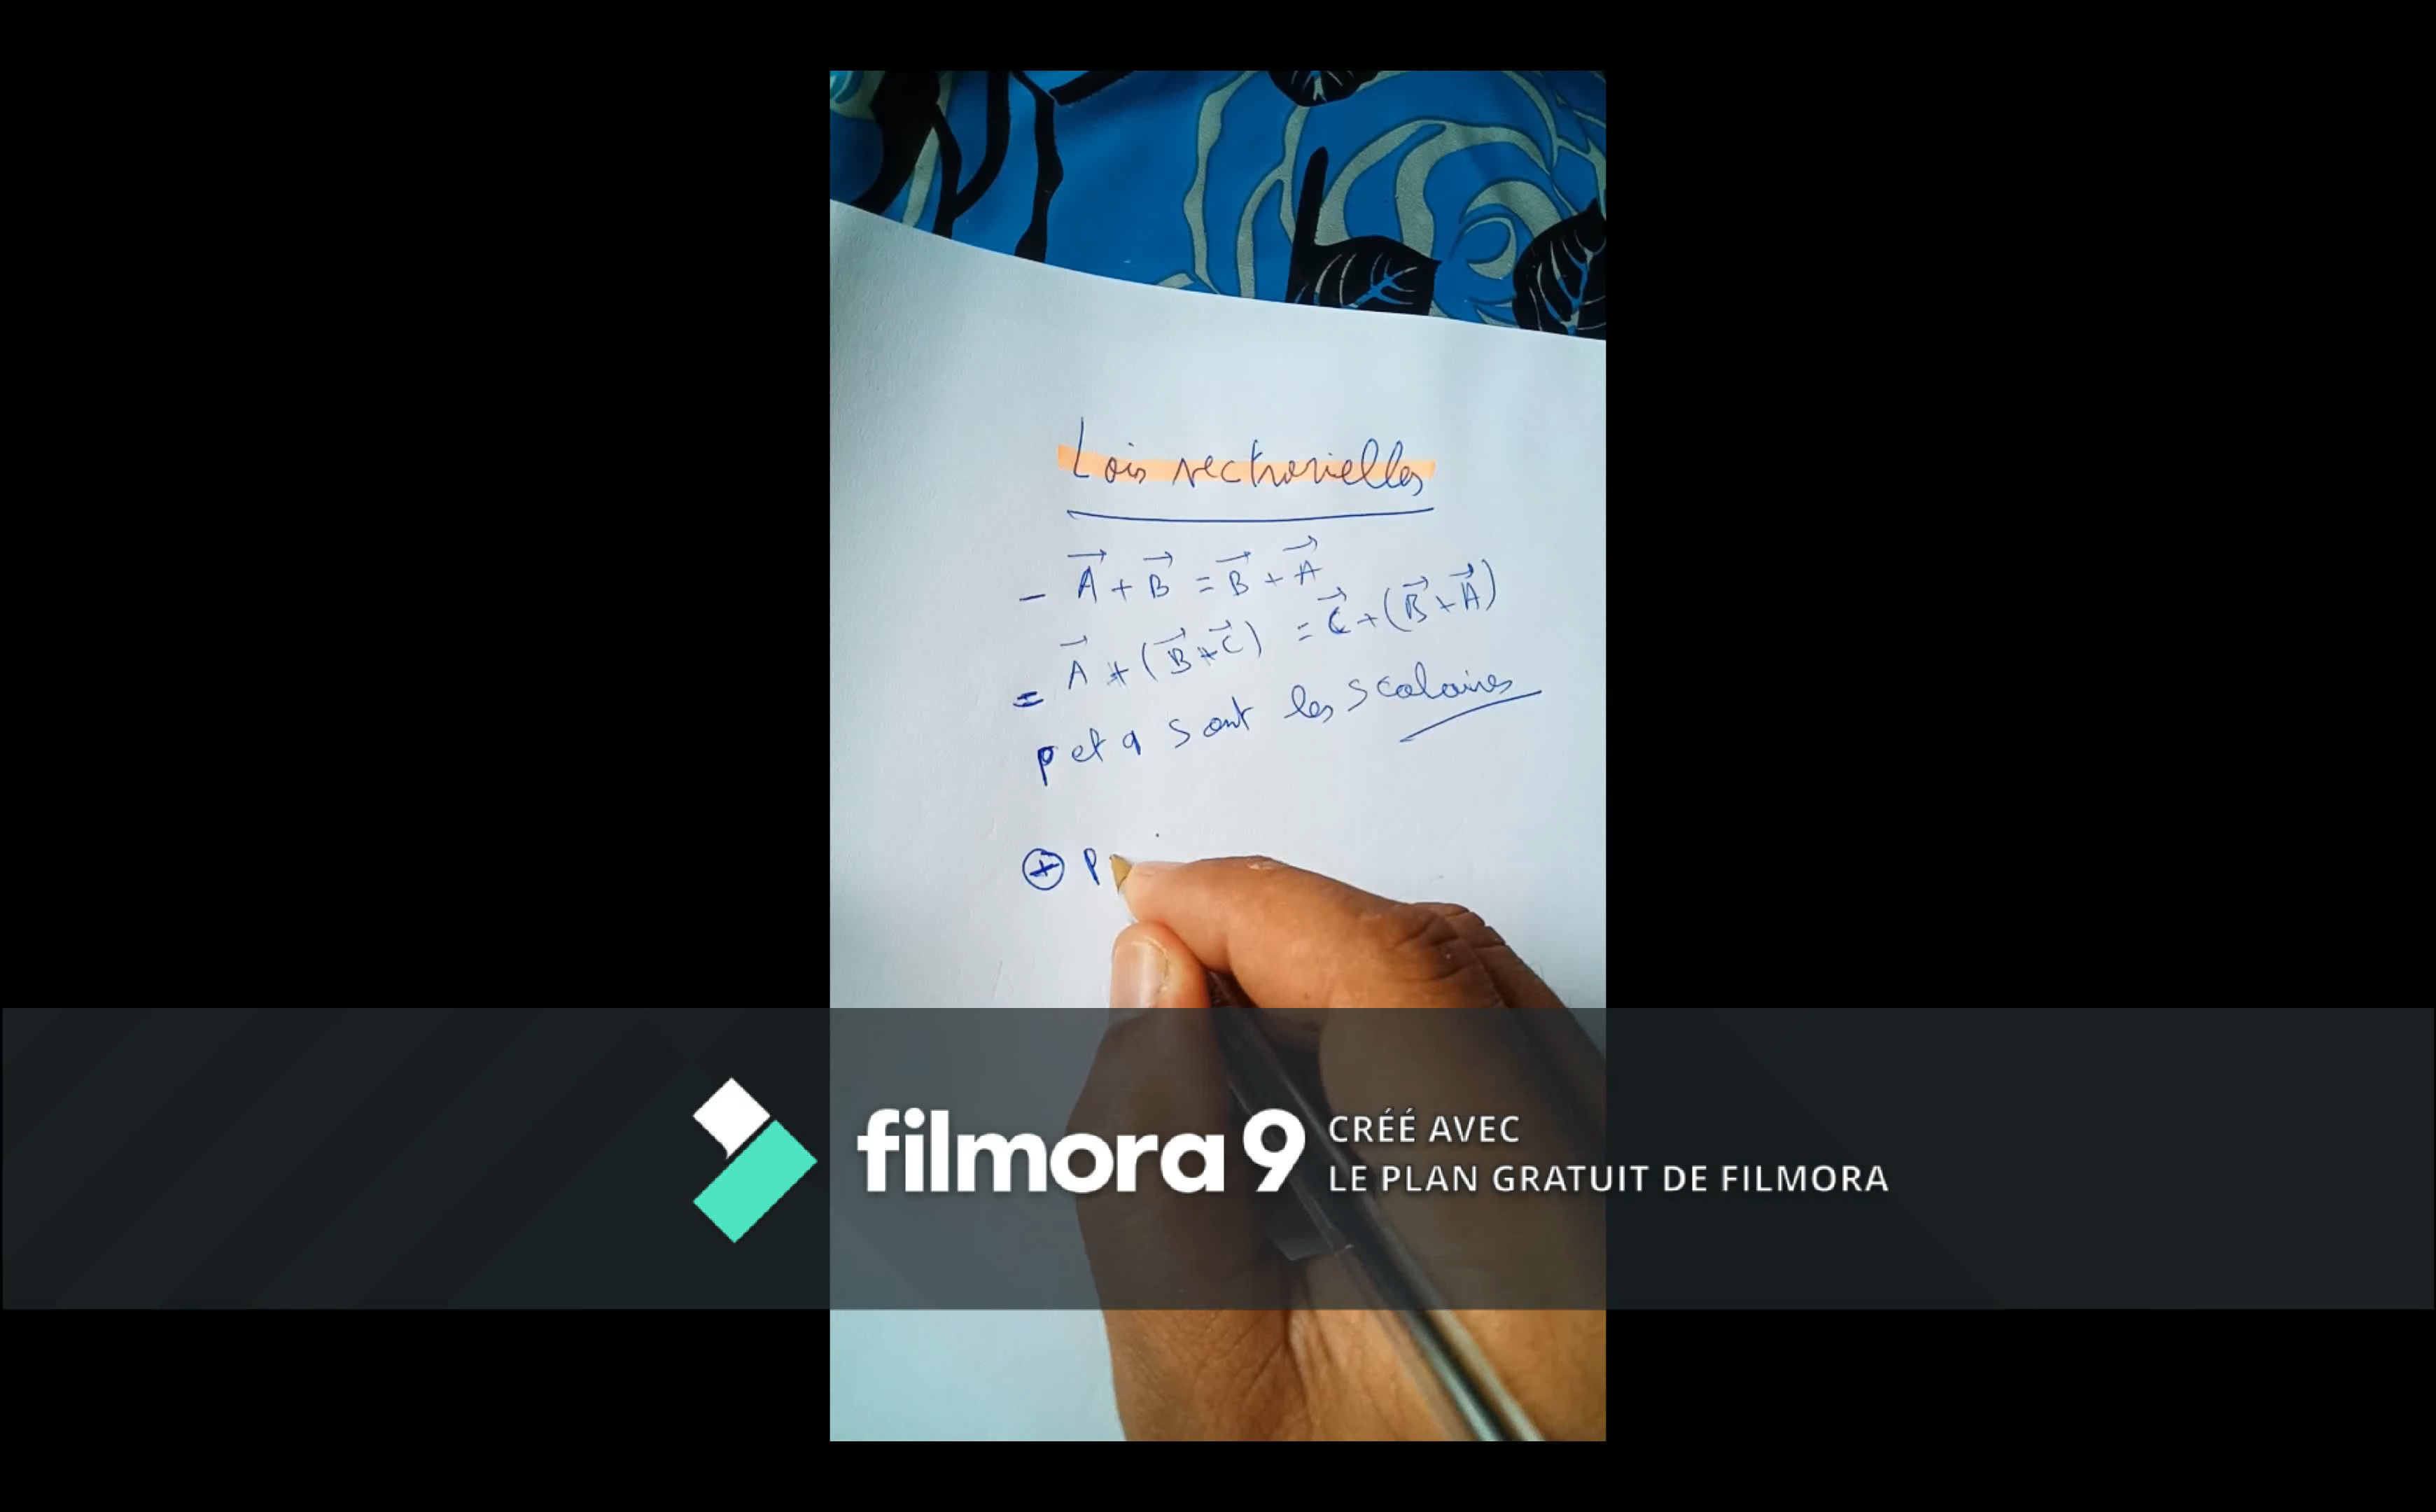 Lois vectorielles
- A⃗ + B⃗ = B⃗ + A⃗
= A⃗ + (B⃗ + C⃗) = C⃗ + (B⃗ + A⃗)
p et q sont les scalaires
⊕ P
filmora 9
CRÉÉ AVEC
LE PLAN GRATUIT DE FILMORA